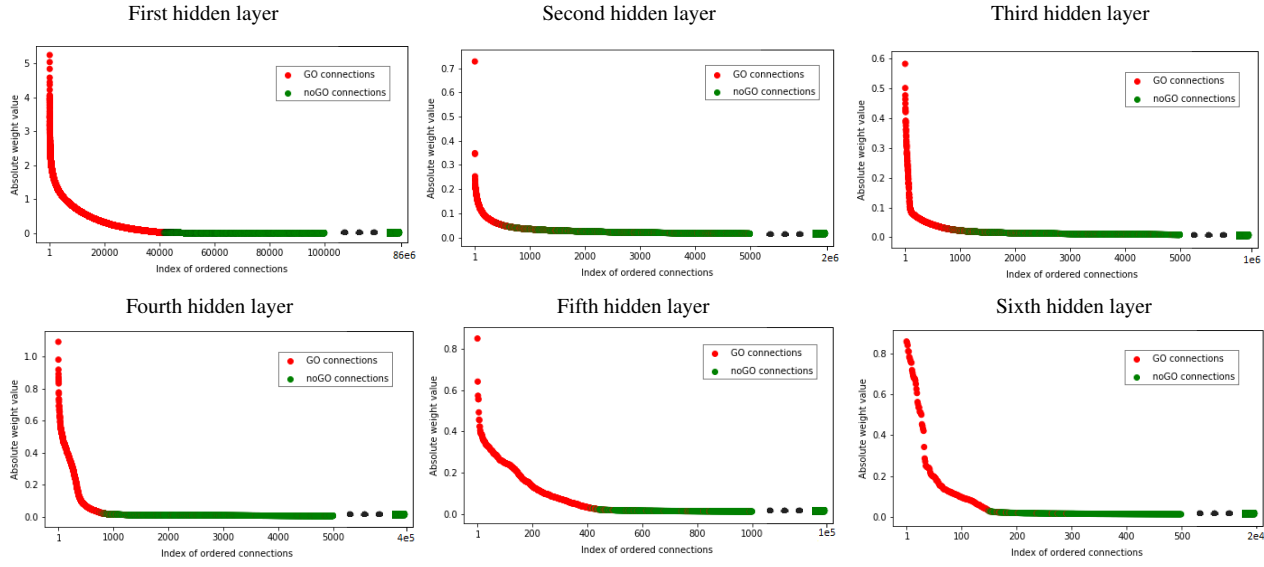 First hidden layer
Second hidden layer
Third hidden layer
5
4
3
2
1
0
Absolute weight value
GO connections
noGO connections
1
20000
40000
60000
80000
100000
86e6
Index of ordered connections
0.8
0.7
0.6
0.5
0.4
0.3
0.2
0.1
0.0
Absolute weight value
GO connections
noGO connections
1
1000
2000
3000
4000
5000
2e6
Index of ordered connections
0.6
0.5
0.4
0.3
0.2
0.1
0.0
Absolute weight value
GO connections
noGO connections
1
1000
2000
3000
4000
5000
1e6
Index of ordered connections
Fourth hidden layer
Fifth hidden layer
Sixth hidden layer
1.0
0.8
0.6
0.4
0.2
0.0
Absolute weight value
GO connections
noGO connections
1
1000
2000
3000
4000
5000
4e5
Index of ordered connections
0.8
0.6
0.4
0.2
0.0
Absolute weight value
GO connections
noGO connections
1
200
400
600
800
1000
1e5
Index of ordered connections
0.8
0.6
0.4
0.2
0.0
Absolute weight value
GO connections
noGO connections
1
100
200
300
400
500
2e4
Index of ordered connections